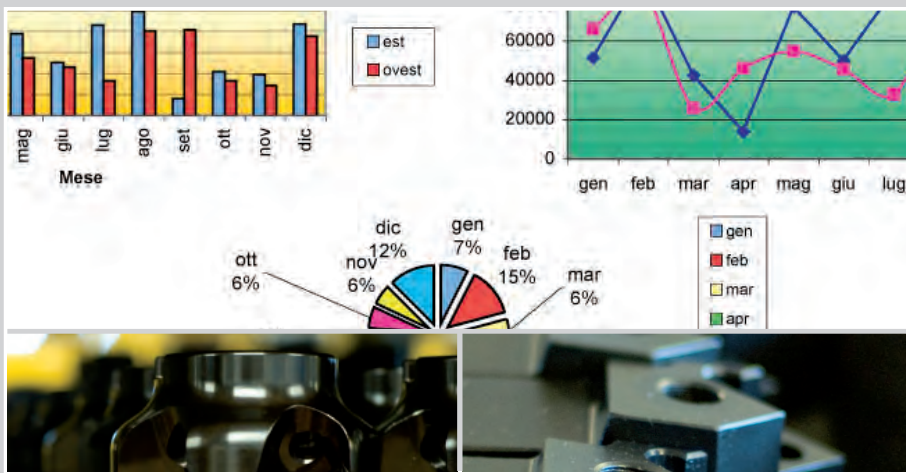 est
ovest
mag giu lug ago set ott nov dic
Mese
60000
40000
20000
0
gen feb mar apr mag giu lug
dic
12%
gen
7%
feb
15%
mar
6%
nov
6%
ott
6%
gen
feb
mar
apr